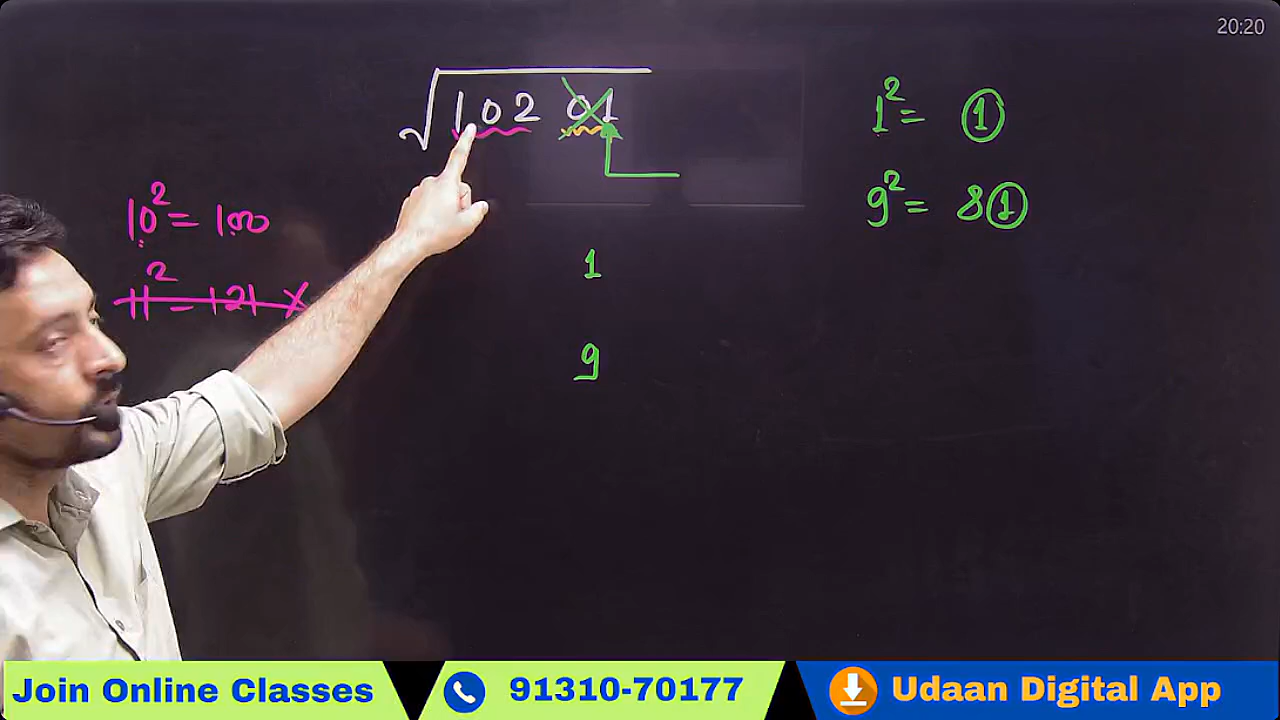 20:20
√102 01
1² = 1
9² = 81
10² = 100
11² = 121 X
1
9
Join Online Classes
91310-70177
Udaan Digital App